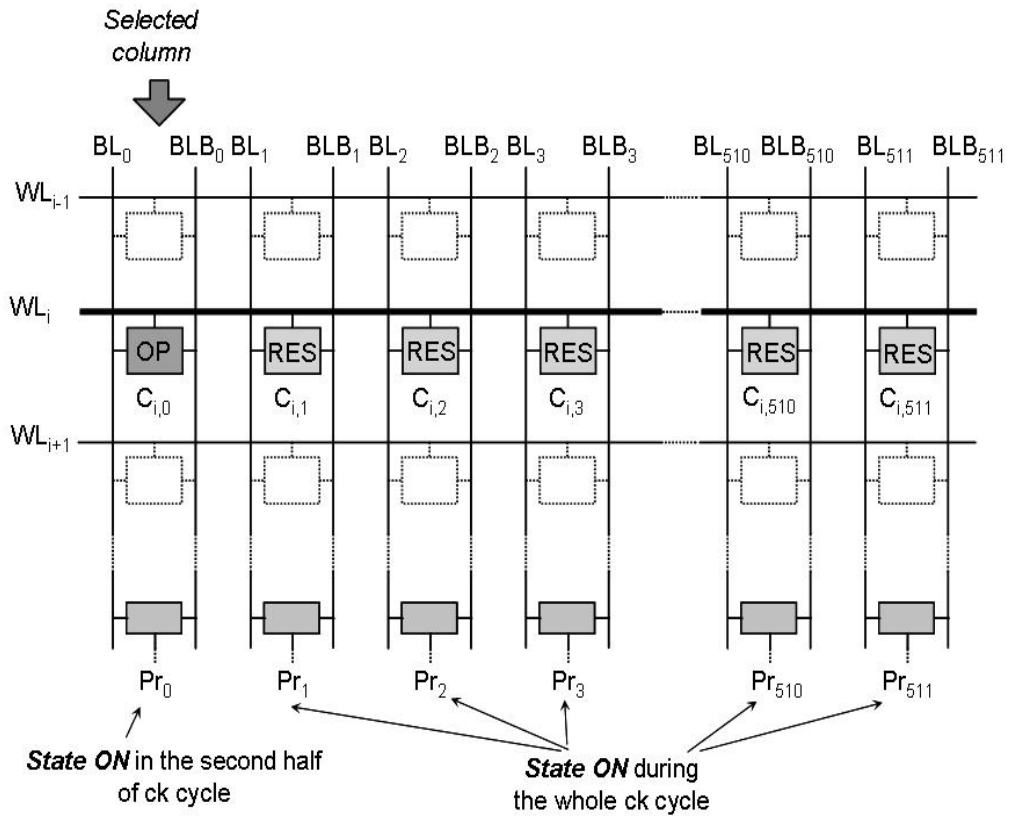 Selected
column
BL0 BLB0 BL1 BLB1 BL2 BLB2 BL3 BLB3 BL510 BLB510 BL511 BLB511
WLi-1
WLi
OP RES RES RES RES RES
Ci,0 Ci,1 Ci,2 Ci,3 Ci,510 Ci,511
WLi+1
Pr0 Pr1 Pr2 Pr3 Pr510 Pr511
State ON in the second half
of ck cycle
State ON during
the whole ck cycle